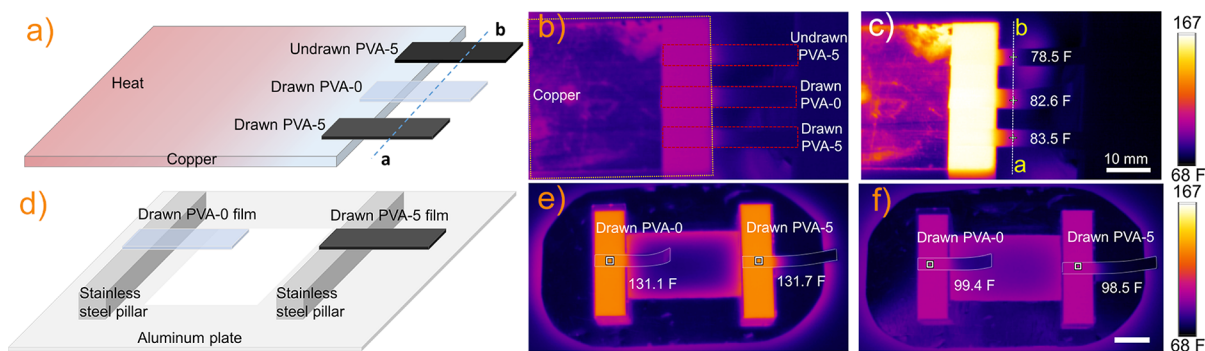 a)
b
Undrawn PVA-5
Heat
Drawn PVA-0
Drawn PVA-5
Copper
a
b)
Undrawn
PVA-5
Copper
Drawn
PVA-0
Drawn
PVA-5
c)
b
78.5 F
82.6 F
83.5 F
a
10 mm
167
68 F
d)
Drawn PVA-0 film
Drawn PVA-5 film
Stainless
steel pillar
Stainless
steel pillar
Aluminum plate
e)
Drawn PVA-0
Drawn PVA-5
131.1 F
131.7 F
f)
Drawn PVA-0
Drawn PVA-5
99.4 F
98.5 F
167
68 F